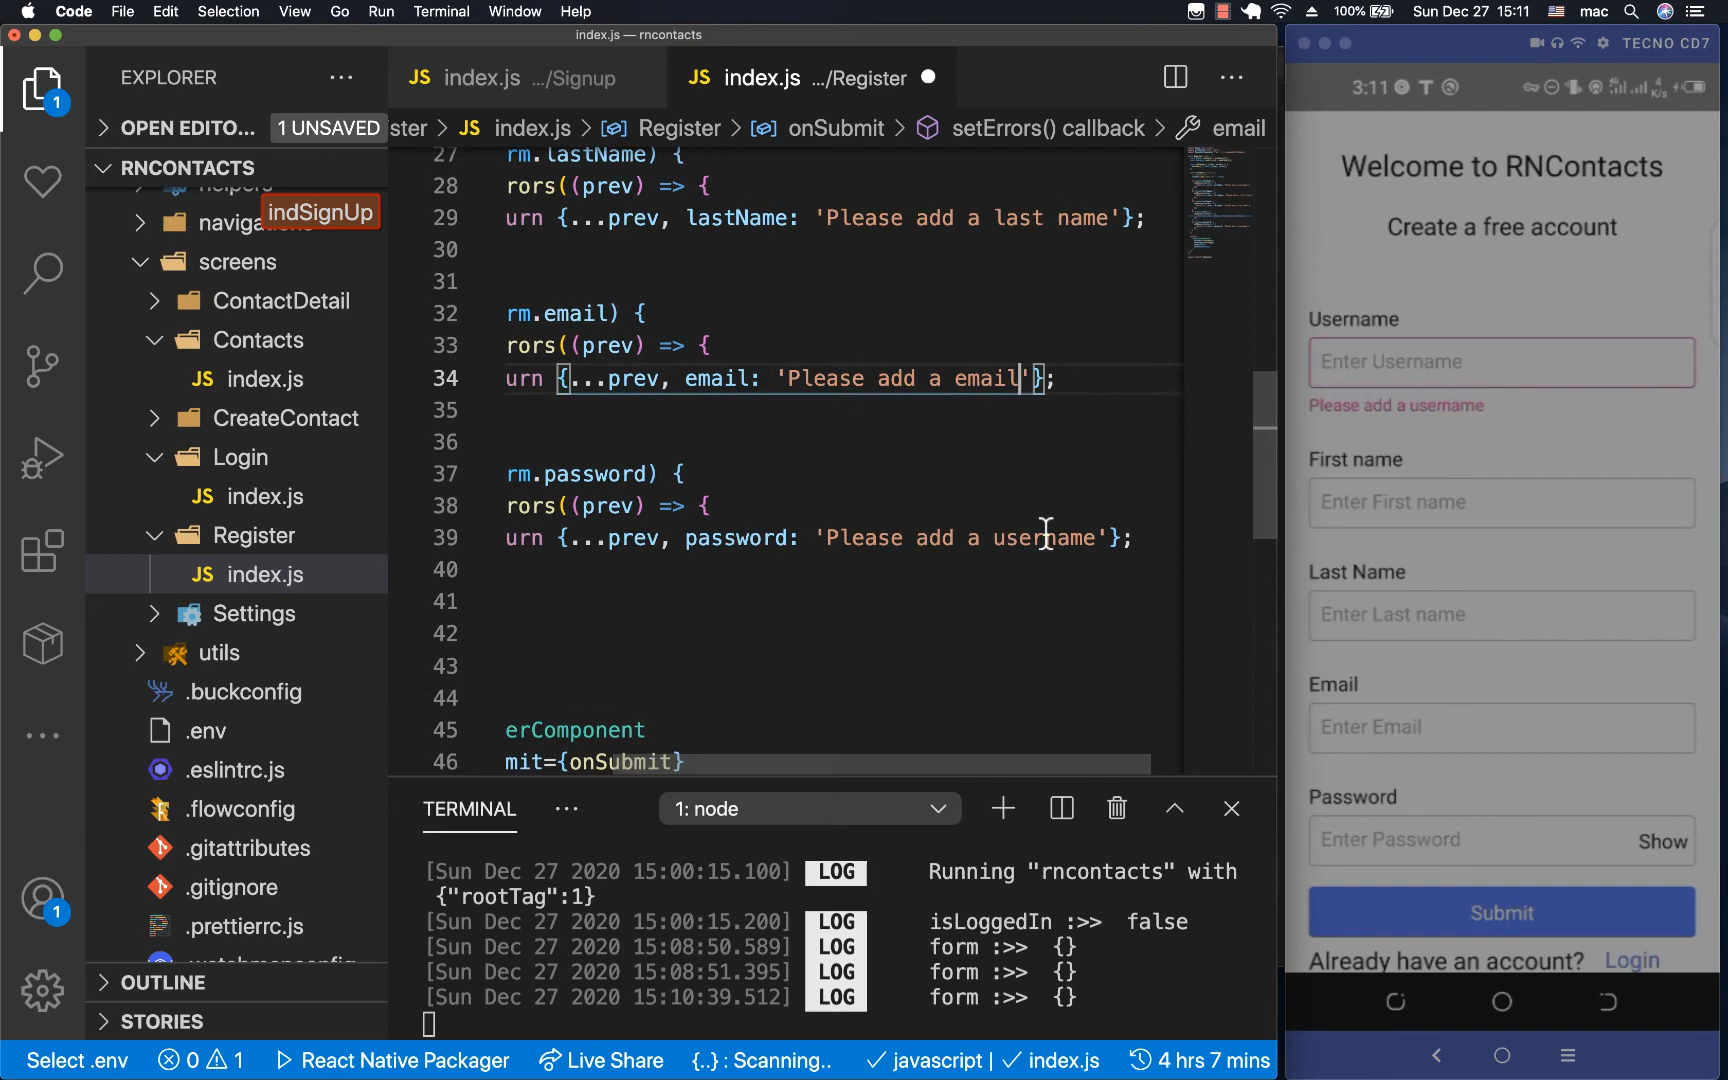 Code File Edit Selection View Go Run Terminal Window Help 100% Sun Dec 27 15:11 mac
index.js — rncontacts
TECNO CD7
EXPLORER
JS index.js .../Signup
JS index.js .../Register
3:11
4 K/s
OPEN EDITO... 1 UNSAVED
ster > JS index.js > Register > onSubmit > setErrors() callback > email
RNCONTACTS
helpers
indSignUp
navigations
screens
ContactDetail
Contacts
JS index.js
CreateContact
Login
JS index.js
Register
JS index.js
Settings
utils
.buckconfig
.env
.eslintrc.js
.flowconfig
.gitattributes
.gitignore
.prettierrc.js
.watchmanconfig
OUTLINE
STORIES
27 rm.lastName) {
28 rors((prev) => {
29 urn {...prev, lastName: 'Please add a last name'};
30
31
32 rm.email) {
33 rors((prev) => {
34 urn {...prev, email: 'Please add a email'};
35
36
37 rm.password) {
38 rors((prev) => {
39 urn {...prev, password: 'Please add a username'};
40
41
42
43
44
45 erComponent
46 mit={onSubmit}
TERMINAL 1: node
[Sun Dec 27 2020 15:00:15.100] LOG Running "rncontacts" with
{"rootTag":1}
[Sun Dec 27 2020 15:00:15.200] LOG isLoggedIn :>> false
[Sun Dec 27 2020 15:08:50.589] LOG form :>> {}
[Sun Dec 27 2020 15:08:51.395] LOG form :>> {}
[Sun Dec 27 2020 15:10:39.512] LOG form :>> {}
1
1
Select .env 0 1 React Native Packager Live Share {..} : Scanning.. javascript | index.js 4 hrs 7 mins
Welcome to RNContacts
Create a free account
Username
Enter Username
Please add a username
First name
Enter First name
Last Name
Enter Last name
Email
Enter Email
Password
Enter Password Show
Submit
Already have an account? Login